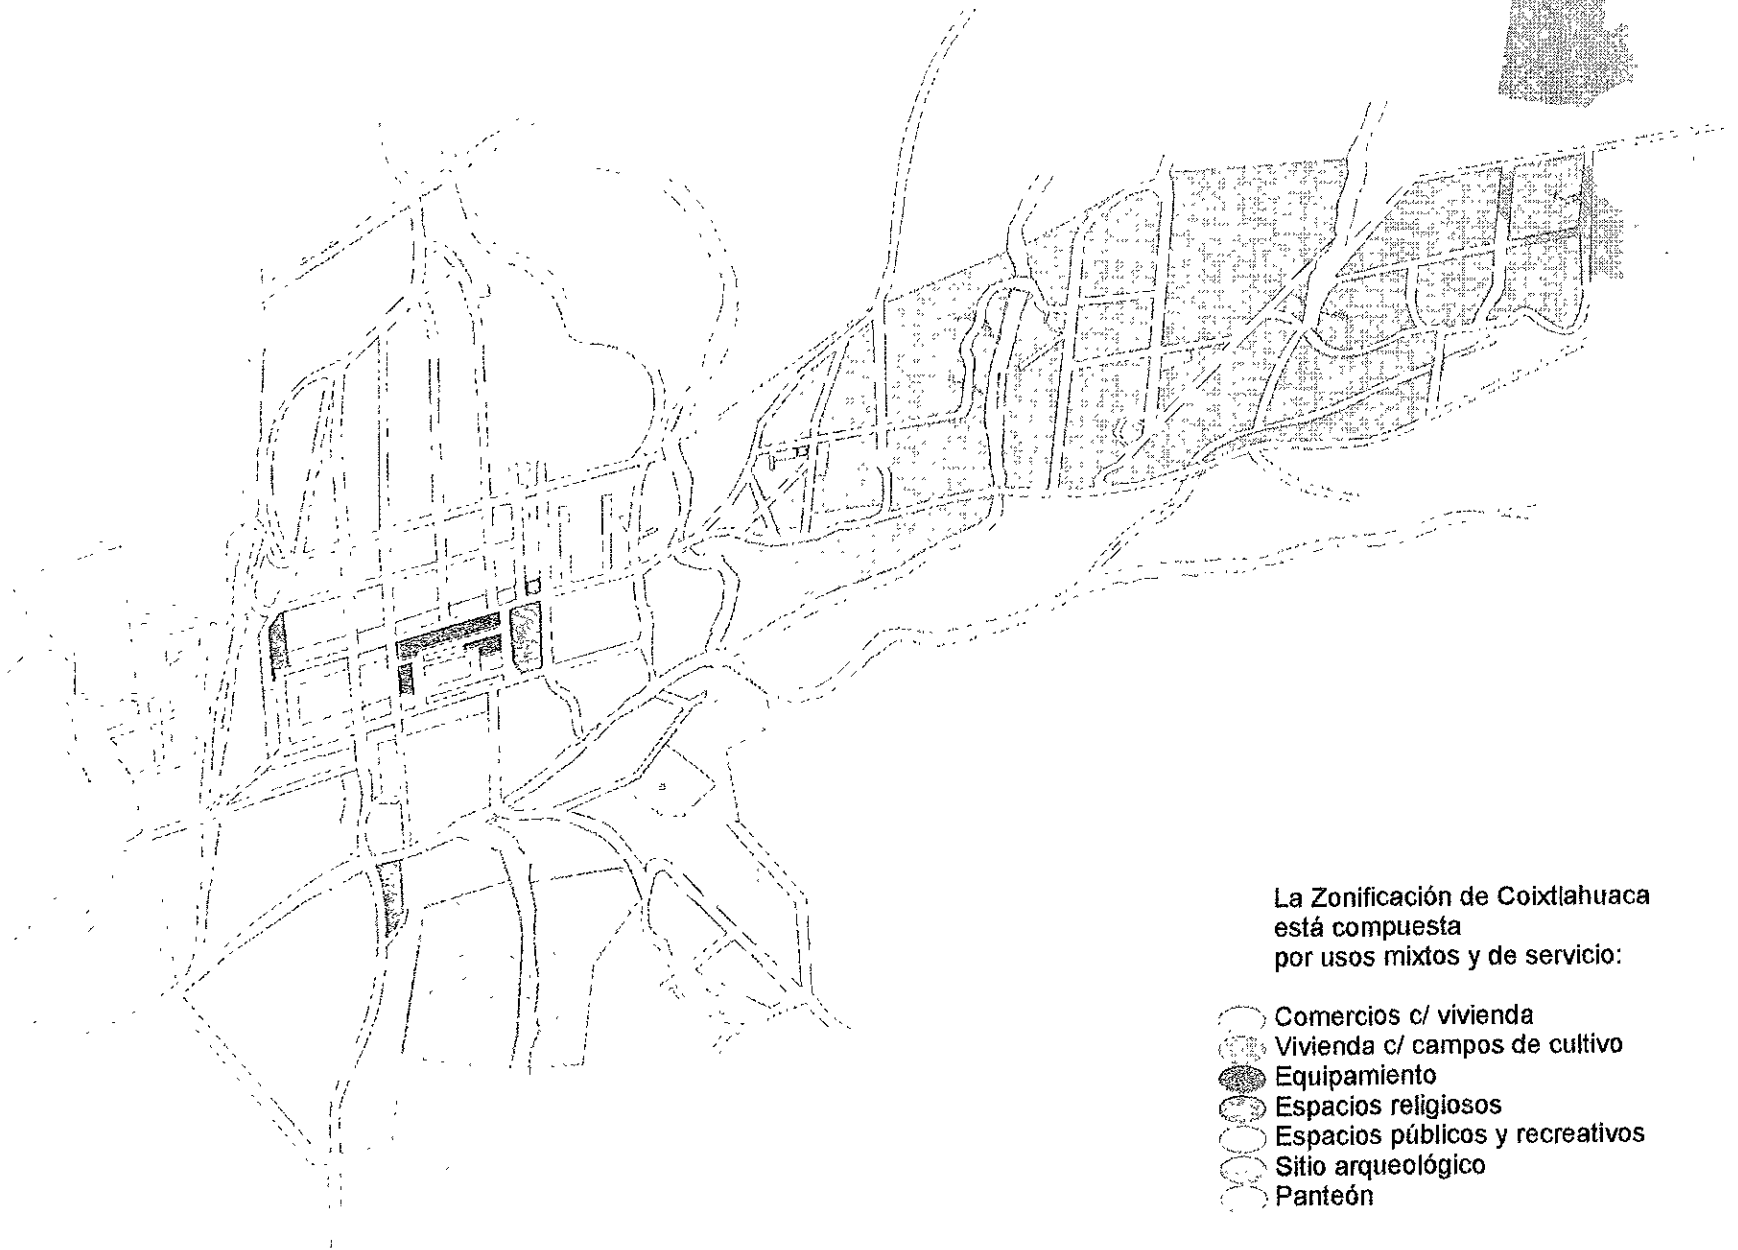 La Zonificación de Coixtlahuaca
está compuesta
por usos mixtos y de servicio:
Comercios c/ vivienda
Vivienda c/ campos de cultivo
Equipamiento
Espacios religiosos
Espacios públicos y recreativos
Sitio arqueológico
Panteón